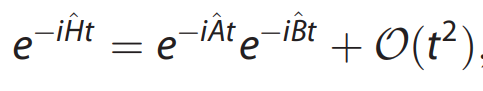 e^{-iĤt} = e^{-iÂt}e^{-iB̂t} + 𝒪(t²),